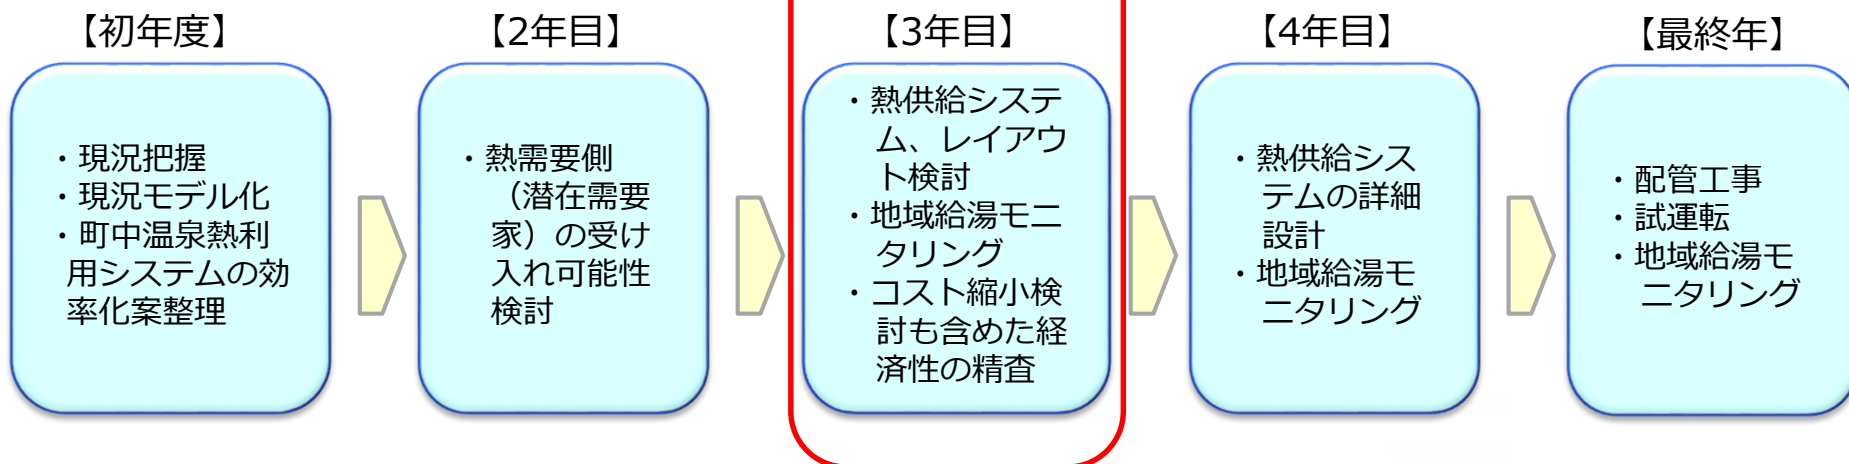 【初年度】
・現況把握
・現況モデル化
・町中温泉熱利
用システムの効
率化案整理
【2年目】
・熱需要側
（潜在需要
家）の受け
入れ可能性
検討
【3年目】
・熱供給システ
ム、レイアウ
ト検討
・地域給湯モニ
タリング
・コスト縮小検
討も含めた経
済性の精査
【4年目】
・熱供給シス
テムの詳細
設計
・地域給湯モ
ニタリング
【最終年】
・配管工事
・試運転
・地域給湯モ
ニタリング